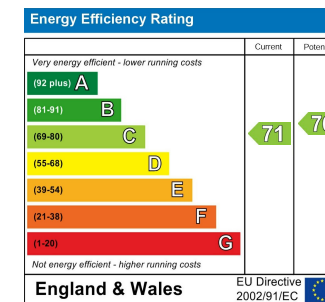 Energy Efficiency Rating
Current
Very energy efficient - lower running costs
(92 plus) A
(81-91) B
(69-80) C
71
(55-68) D
(39-54) E
(21-38) F
(1-20) G
Not energy efficient - higher running costs
England & Wales
EU Directive
2002/91/EC